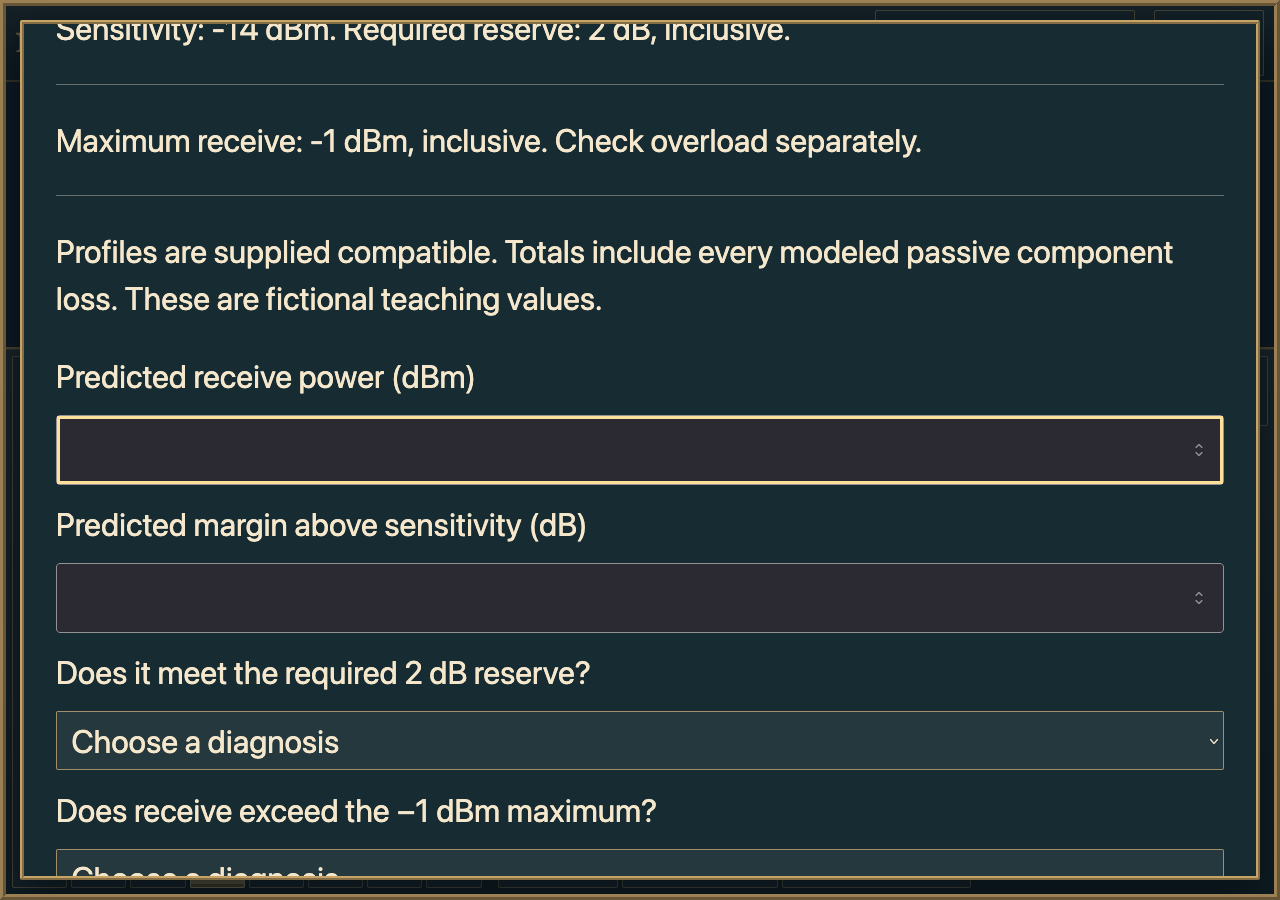 Sensitivity: -14 dBm. Required reserve: 2 dB, inclusive.
Maximum receive: -1 dBm, inclusive. Check overload separately.
Profiles are supplied compatible. Totals include every modeled passive component
loss. These are fictional teaching values.
Predicted receive power (dBm)
Predicted margin above sensitivity (dB)
Does it meet the required 2 dB reserve?
Choose a diagnosis
Does receive exceed the −1 dBm maximum?
Choose a diagnosis